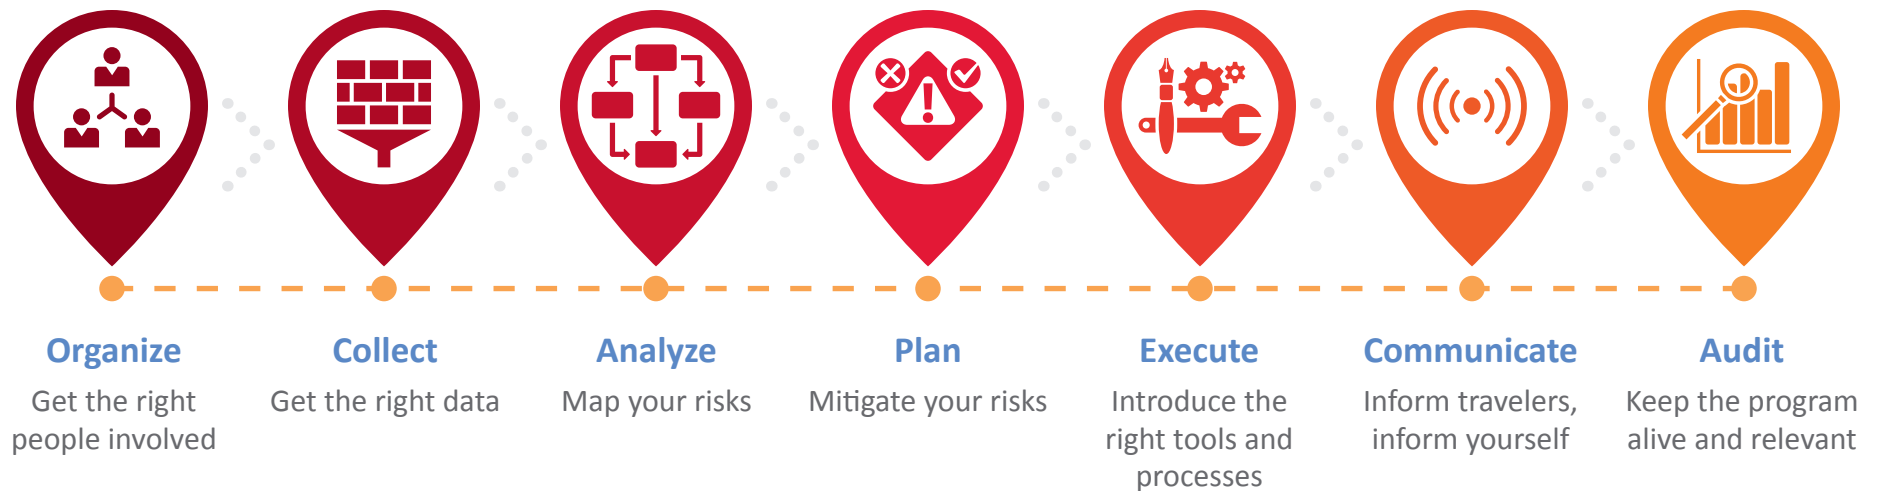 Organize
Get the right
people involved
Collect
Get the right data
Analyze
Map your risks
Plan
Mitigate your risks
Execute
Introduce the
right tools and
processes
Communicate
Inform travelers,
inform yourself
Audit
Keep the program
alive and relevant